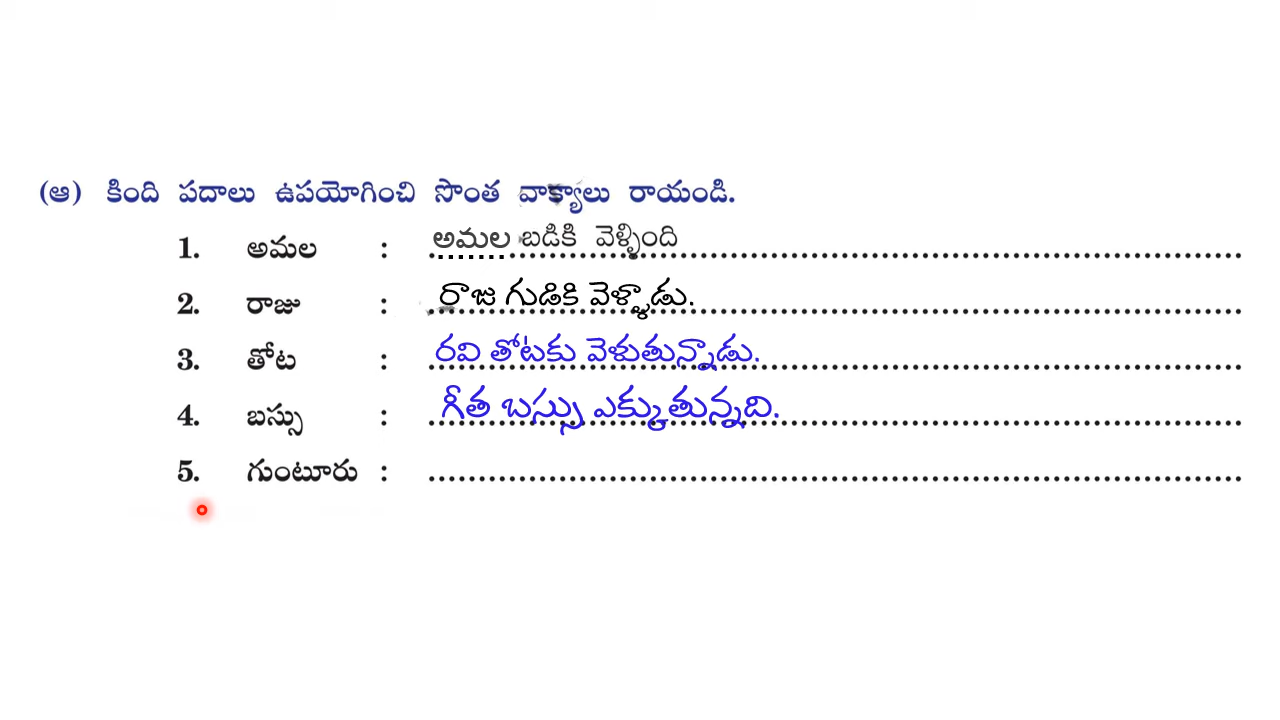 (ఆ) కింది పదాలు ఉపయోగించి సొంత వాక్యాలు రాయండి.
1. అమల : అమల బడికి వెళ్ళింది
2. రాజు : రాజు గుడికి వెళ్ళాడు.
3. తోట : రవి తోటకు వెళుతున్నాడు.
4. బస్సు : గీత బస్సు ఎక్కుతున్నది.
5. గుంటూరు : ........................................................................